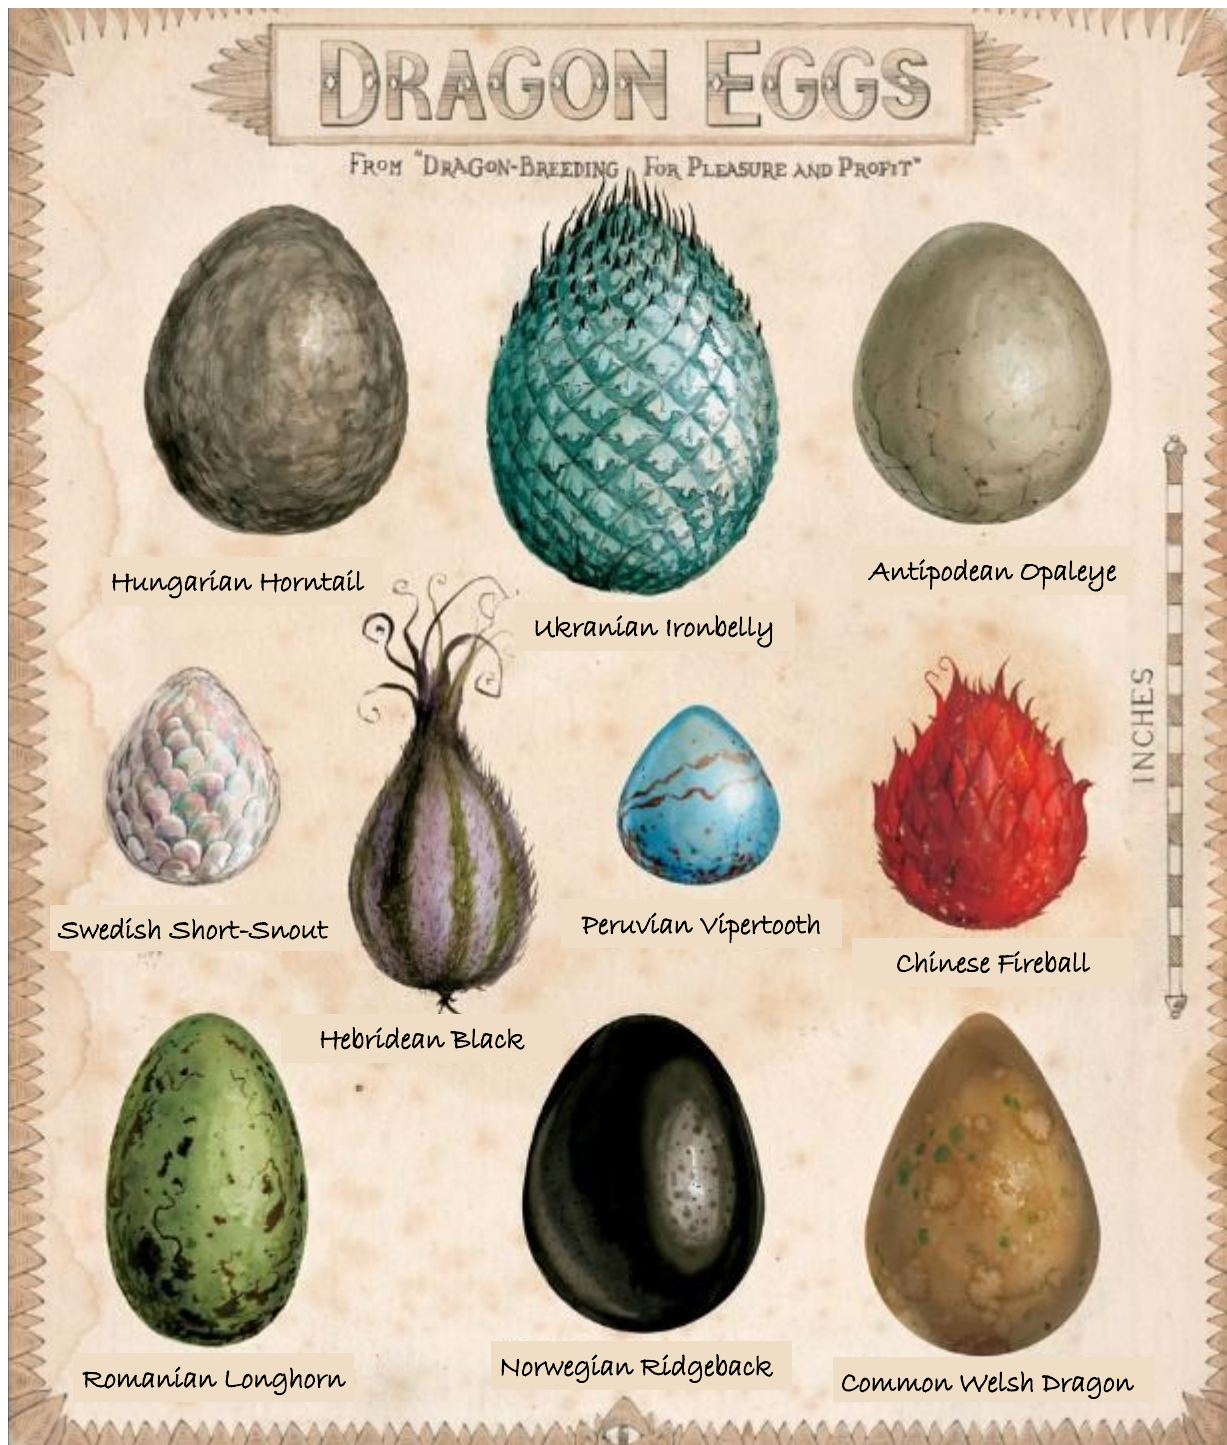 DRAGON EGGS
FROM "DRAGON-BREEDING FOR PLEASURE AND PROFIT"
Hungarian Horntail
Ukranian Ironbelly
Antipodean Opaleye
INCHES
Swedish Short-Snout
Hebridean Black
Peruvian Vipertooth
Chinese Fireball
Romanian Longhorn
Norwegian Ridgeback
Common Welsh Dragon